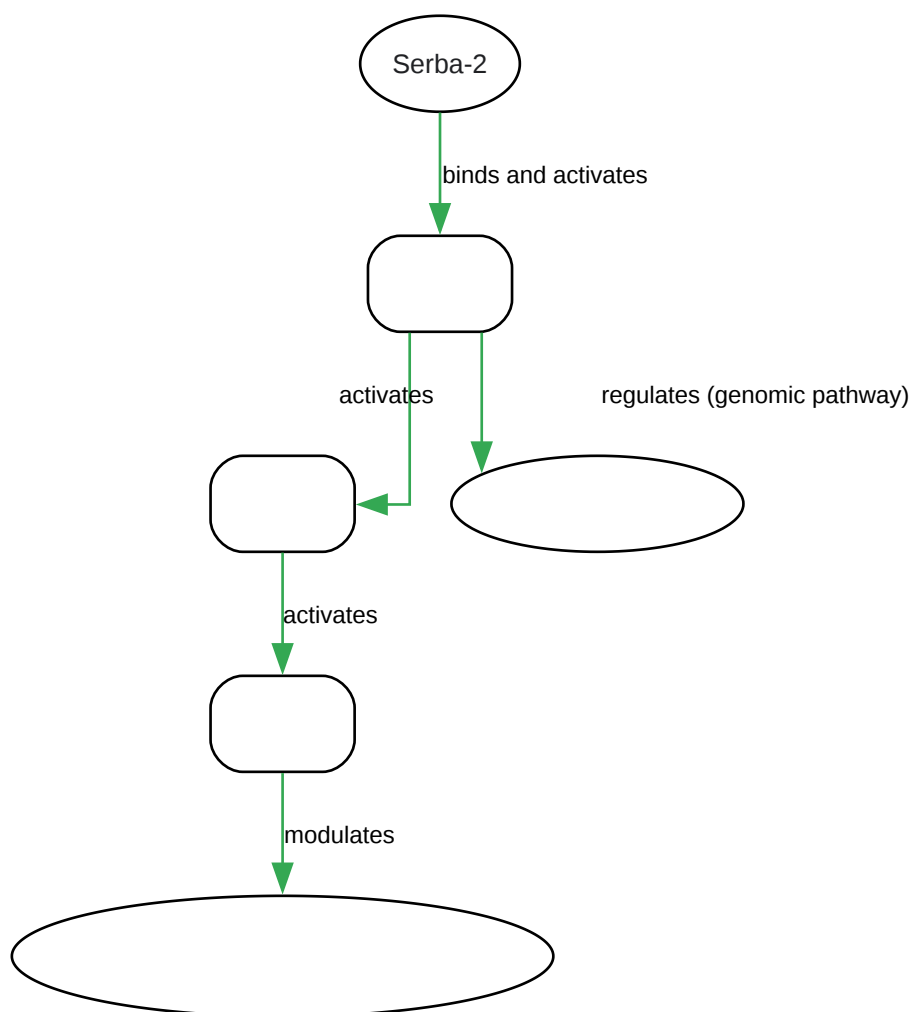 Serba-2
binds and activates
activates
regulates (genomic pathway)
activates
modulates